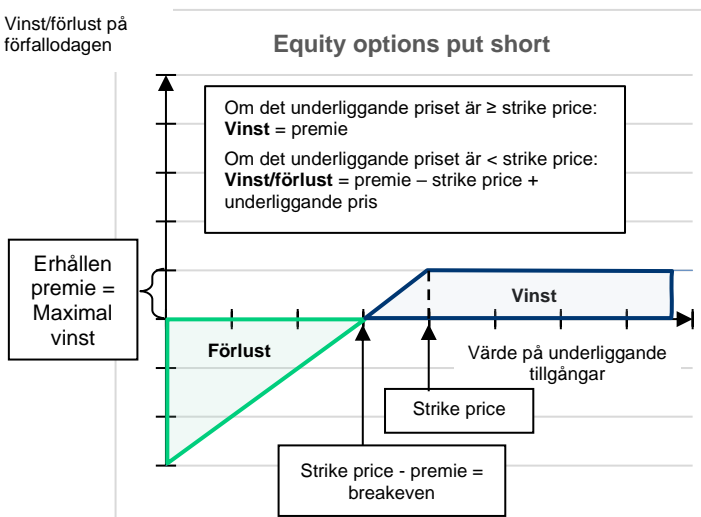 Vinst/förlust på
förfallodagen
Equity options put short
Om det underliggande priset är ≥ strike price:
Vinst = premie
Om det underliggande priset är < strike price:
Vinst/förlust = premie – strike price +
underliggande pris
Erhållen
premie =
Maximal
vinst
Vinst
Förlust
Värde på underliggande
tillgångar
Strike price
Strike price - premie =
breakeven